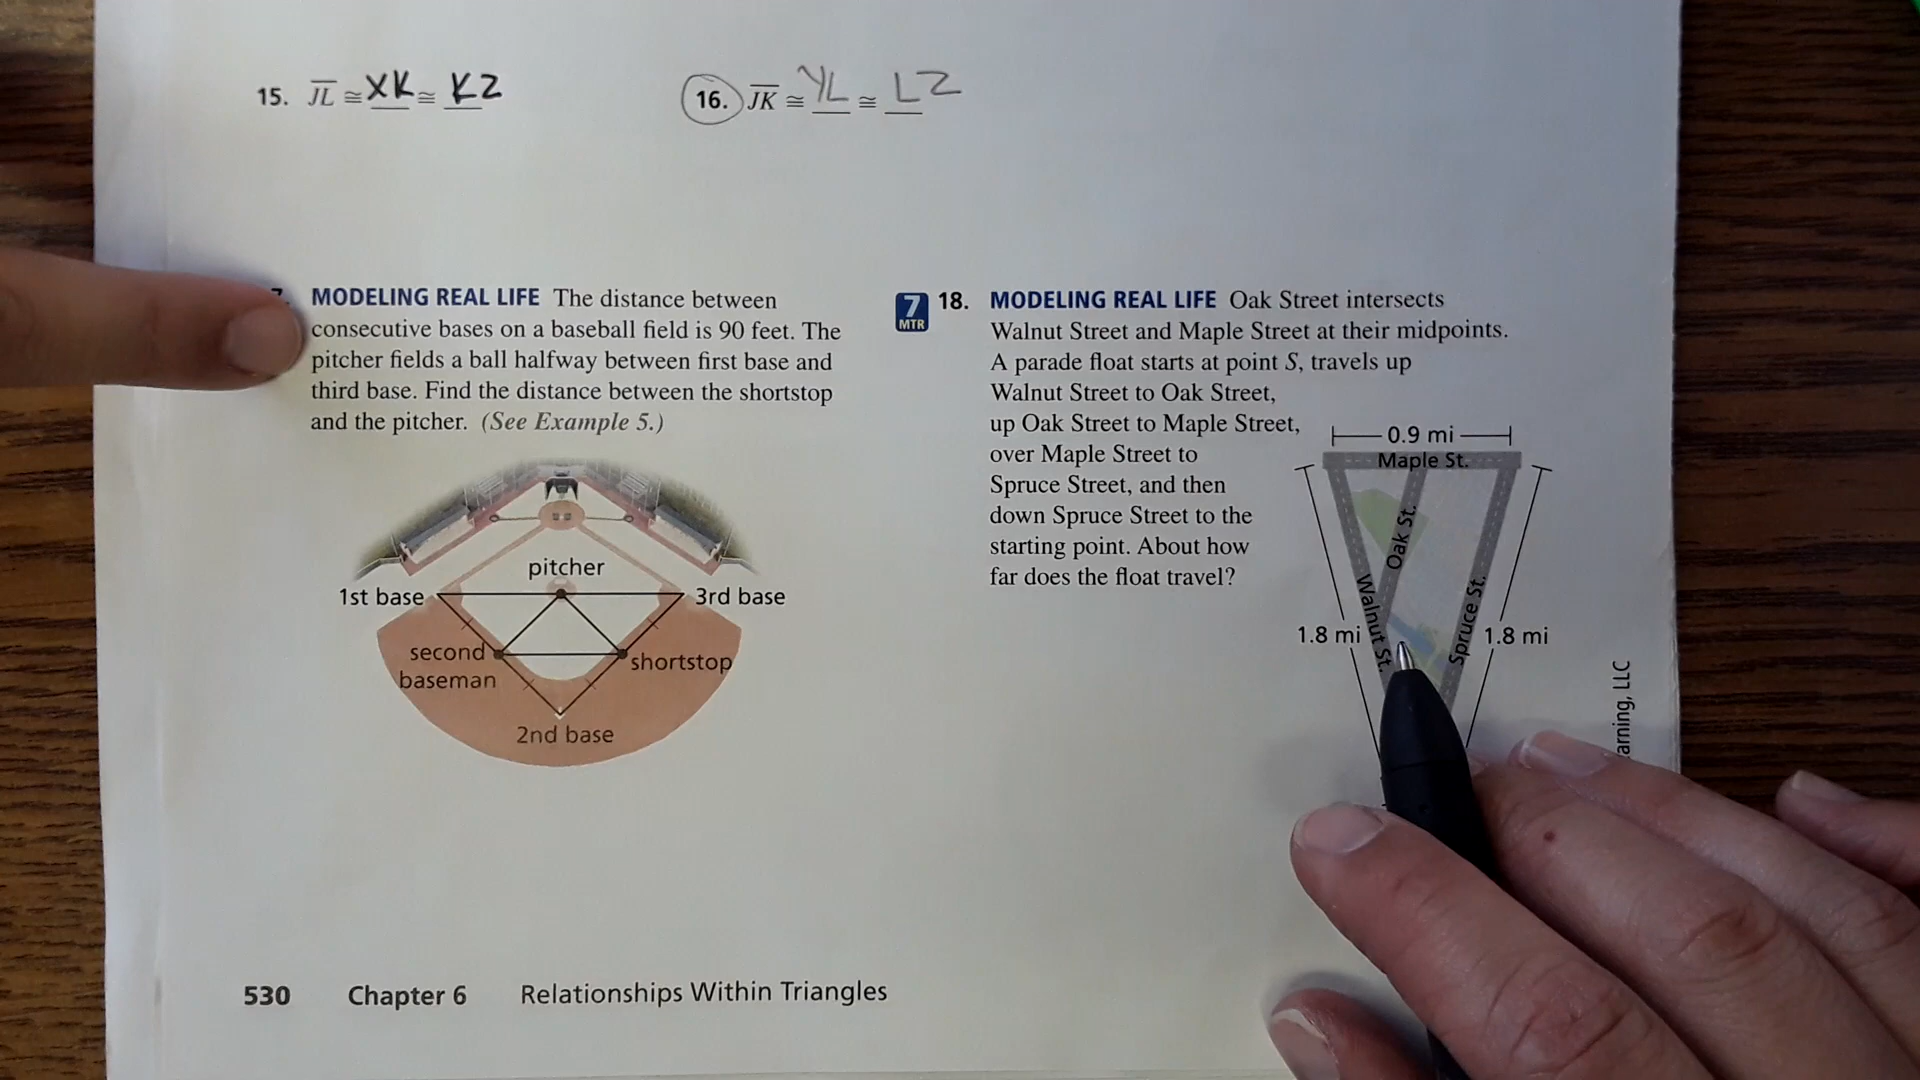 15. JL ≅ XK ≅ KZ
16. JK ≅ YL ≅ LZ
MODELING REAL LIFE The distance between
consecutive bases on a baseball field is 90 feet. The
pitcher fields a ball halfway between first base and
third base. Find the distance between the shortstop
and the pitcher. (See Example 5.)
pitcher
1st base
3rd base
second
baseman
shortstop
2nd base
7
MTR
18. MODELING REAL LIFE Oak Street intersects
Walnut Street and Maple Street at their midpoints.
A parade float starts at point S, travels up
Walnut Street to Oak Street,
up Oak Street to Maple Street,
over Maple Street to
Spruce Street, and then
down Spruce Street to the
starting point. About how
far does the float travel?
0.9 mi
Maple St.
Oak St.
Walnut St.
Spruce St.
1.8 mi
1.8 mi
arning, LLC
530 Chapter 6 Relationships Within Triangles